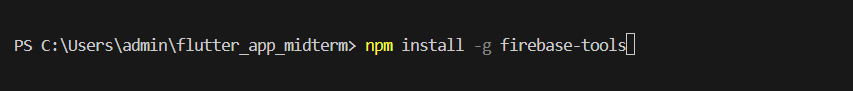 PS C:\Users\admin\flutter_app_midterm> npm install -g firebase-tools